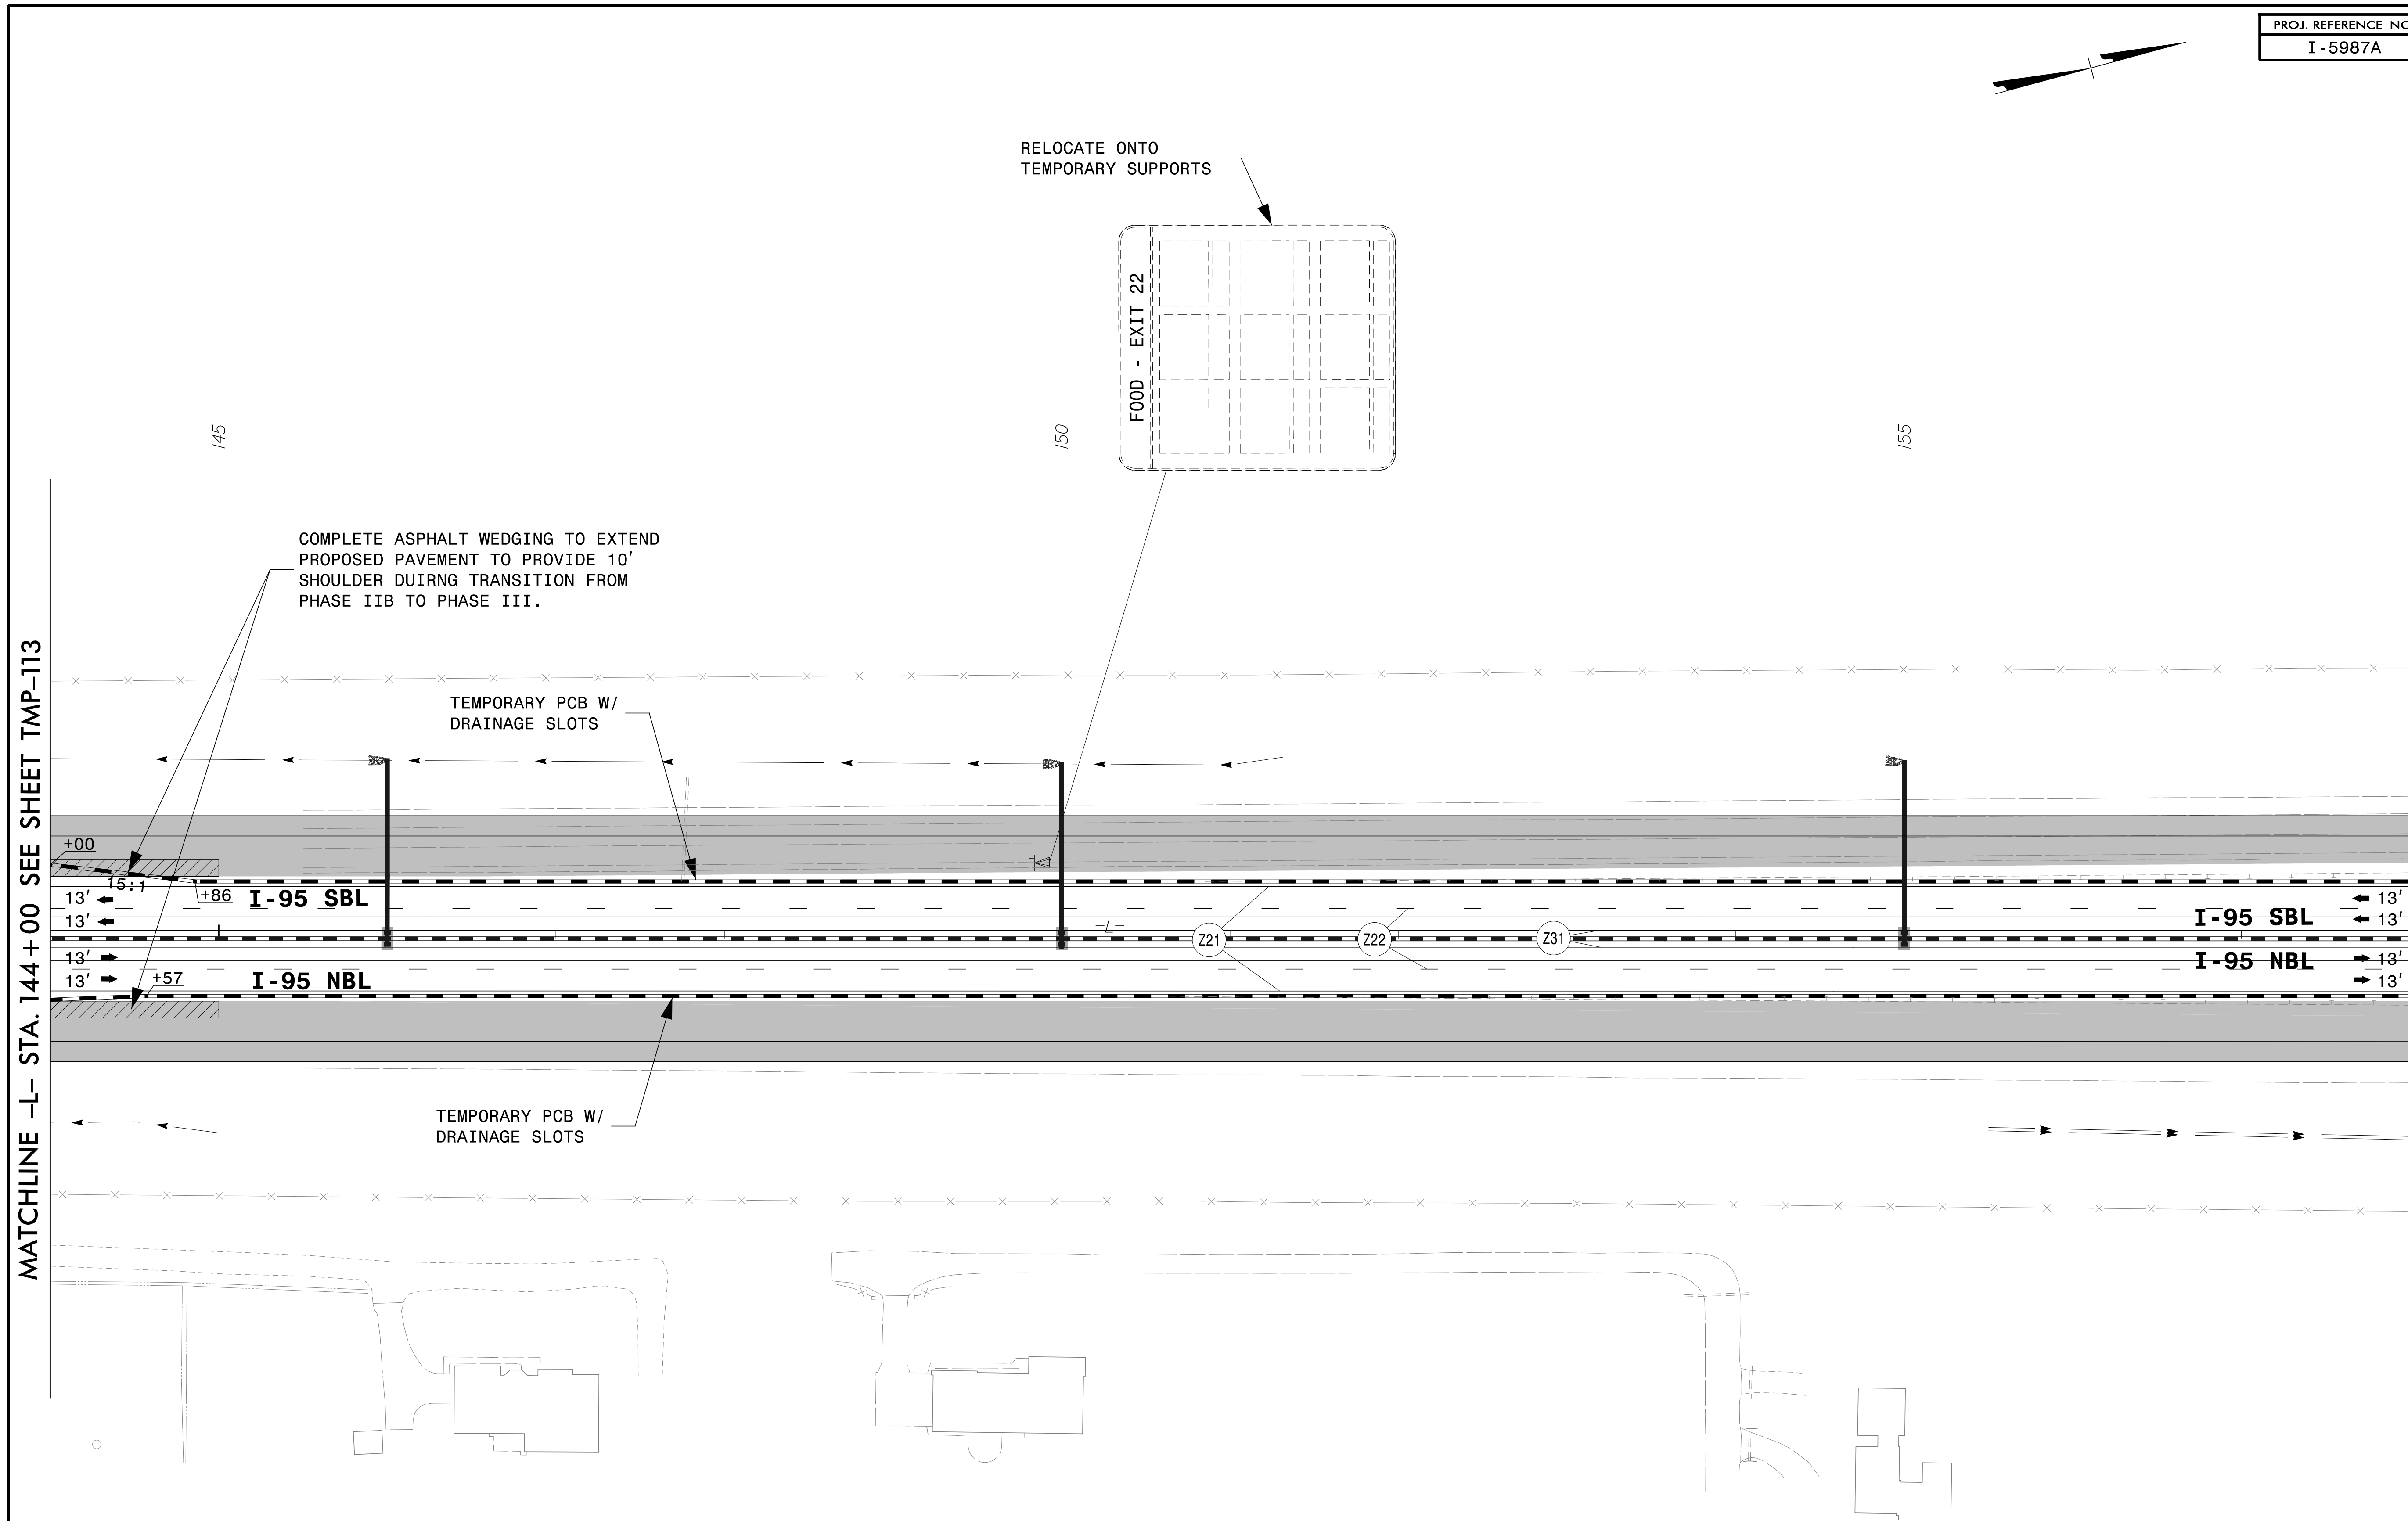 PROJ. REFERENCE NO
I-5987A
RELOCATE ONTO
TEMPORARY SUPPORTS
FOOD - EXIT 22
145
150
155
COMPLETE ASPHALT WEDGING TO EXTEND
PROPOSED PAVEMENT TO PROVIDE 10'
SHOULDER DUIRNG TRANSITION FROM
PHASE IIB TO PHASE III.
MATCHLINE -L- STA. 144+00 SEE SHEET TMP-113
TEMPORARY PCB W/
DRAINAGE SLOTS
+00
15:1
+86
I-95 SBL
13'
13'
13'
13'
+57
I-95 NBL
-L-
Z21
Z22
Z31
I-95 SBL
I-95 NBL
13'
13'
13'
13'
TEMPORARY PCB W/
DRAINAGE SLOTS